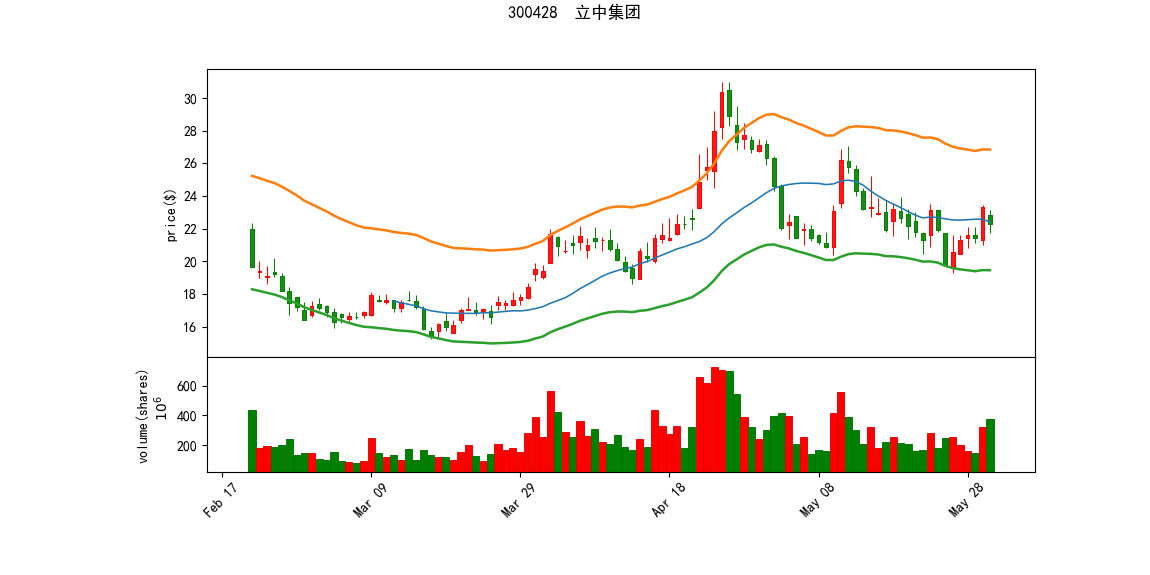 300428  立中集团
price($)
30
28
26
24
22
20
18
16
volume(shares)
10^6
600
400
200
Feb 17
Mar 09
Mar 29
Apr 18
May 08
May 28